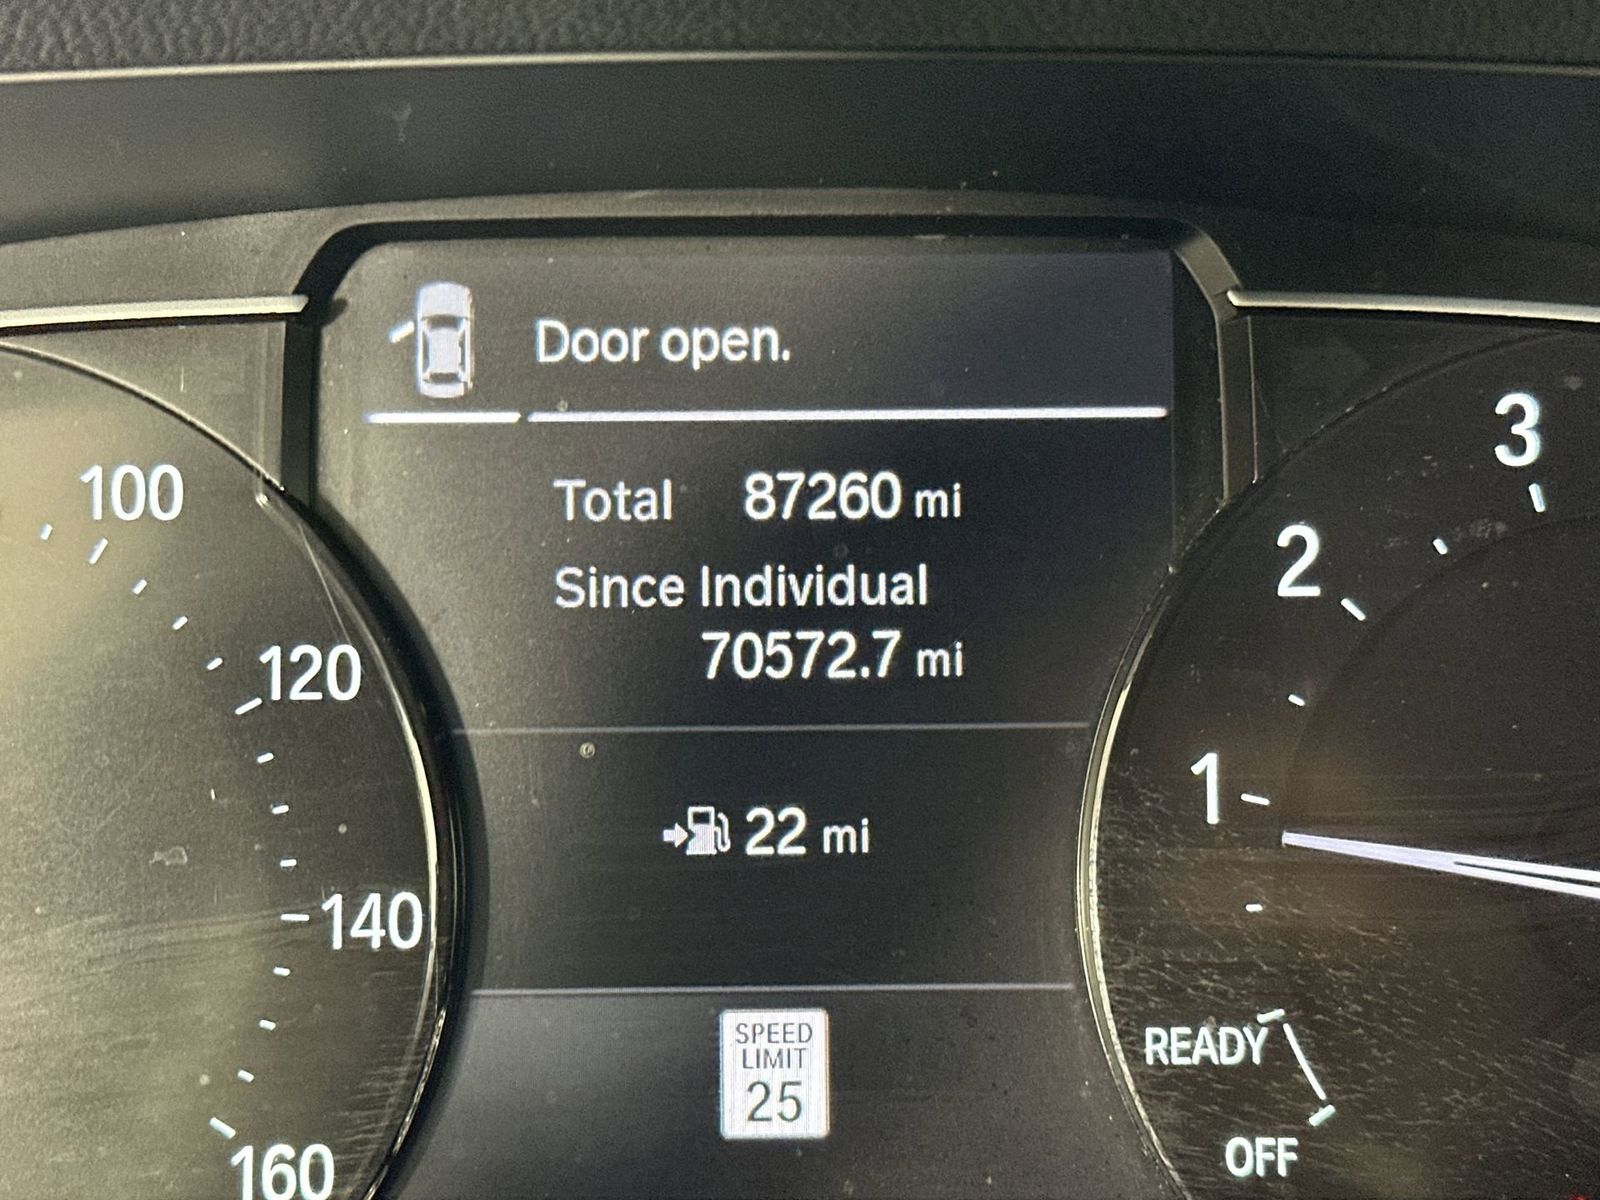 Door open.
Total 87260 mi
Since Individual
70572.7 mi
22 mi
SPEED
LIMIT
25
100
120
140
160
3
2
1
READY
OFF